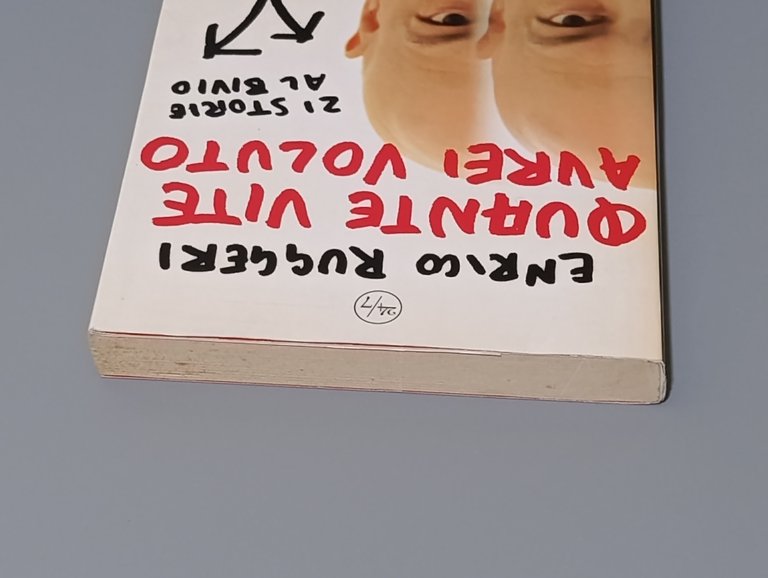 ENRICO RUGGERI
QUANTE VITE
AVREI VOLUTO
21 STORIE
AL BIVIO